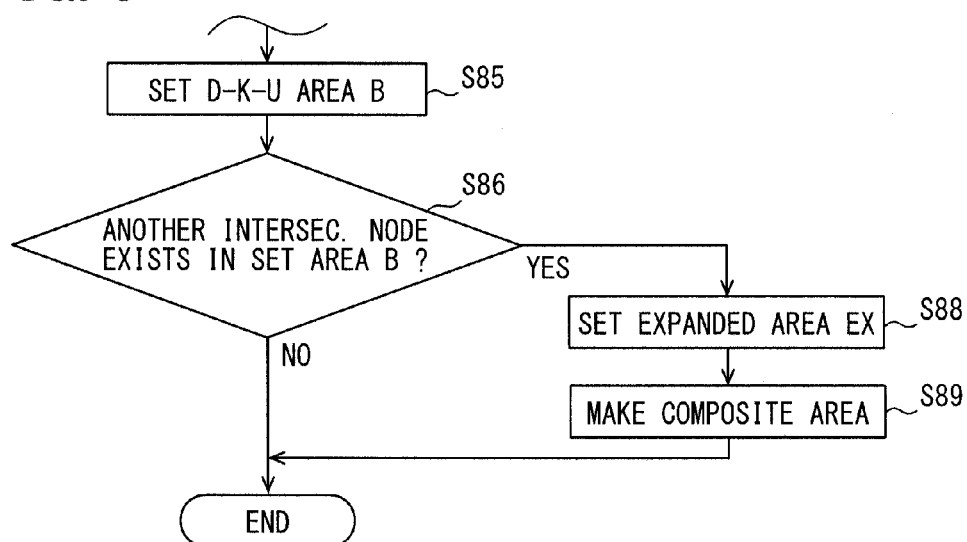 SET D-K-U AREA B
S85
S86
ANOTHER INTERSEC. NODE
EXISTS IN SET AREA B ?
YES
NO
SET EXPANDED AREA EX
S88
MAKE COMPOSITE AREA
S89
END